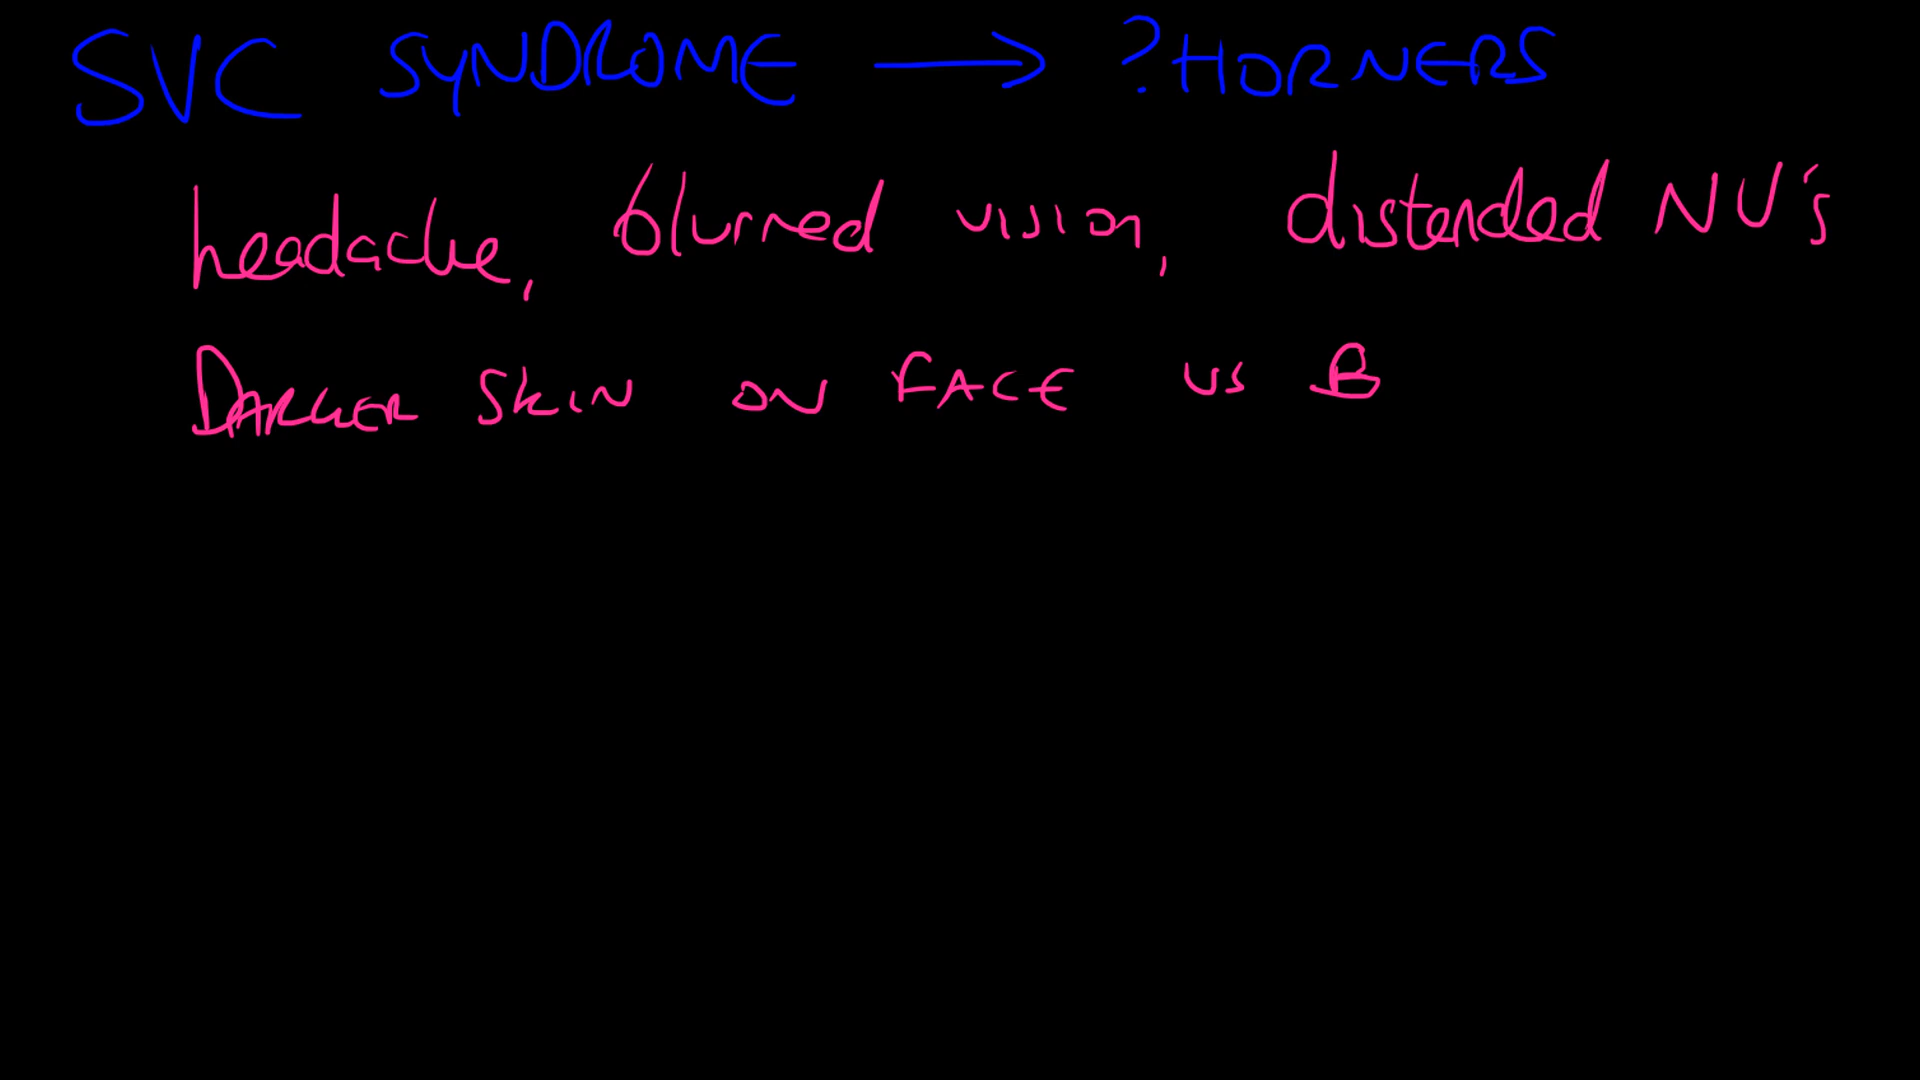 SVC SYNDROME → ?HORNERS
headache, blurred vision, distended NV's
DARKER SKIN ON FACE VS B